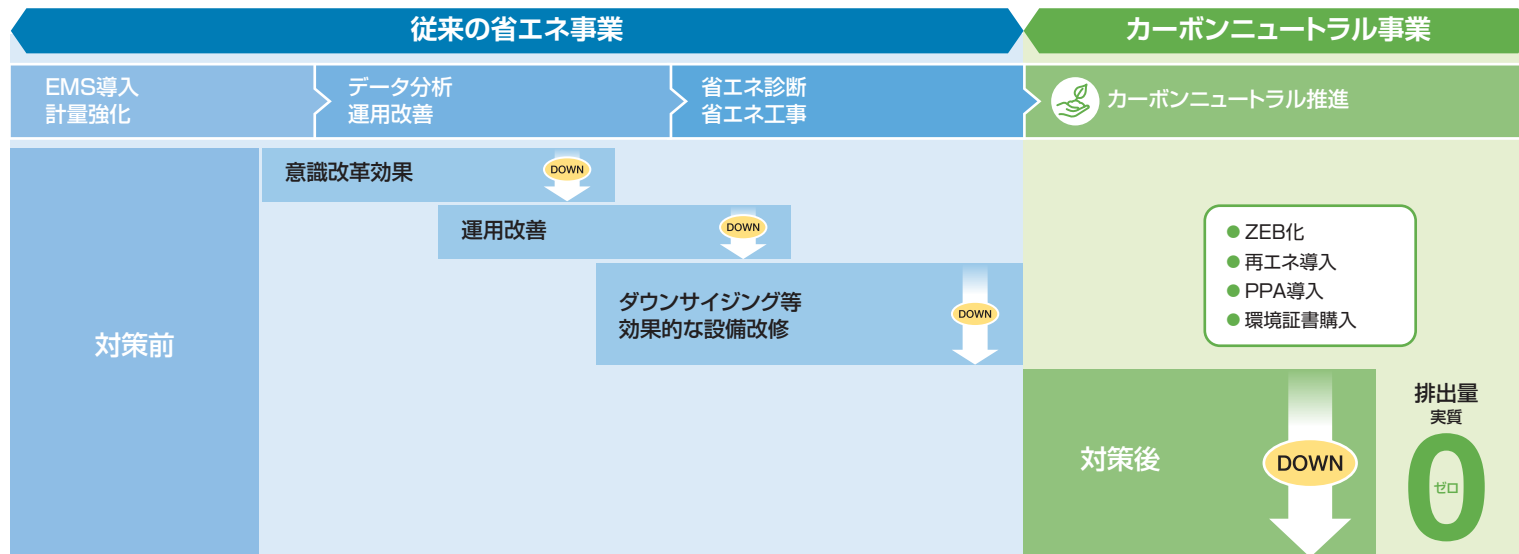 従来の省エネ事業
カーボンニュートラル事業
EMS導入
計量強化
データ分析
運用改善
省エネ診断
省エネ工事
カーボンニュートラル推進
対策前
意識改革効果
DOWN
運用改善
DOWN
ダウンサイジング等
効果的な設備改修
DOWN
● ZEB化
● 再エネ導入
● PPA導入
● 環境証書購入
対策後
DOWN
排出量
実質
0
ゼロ